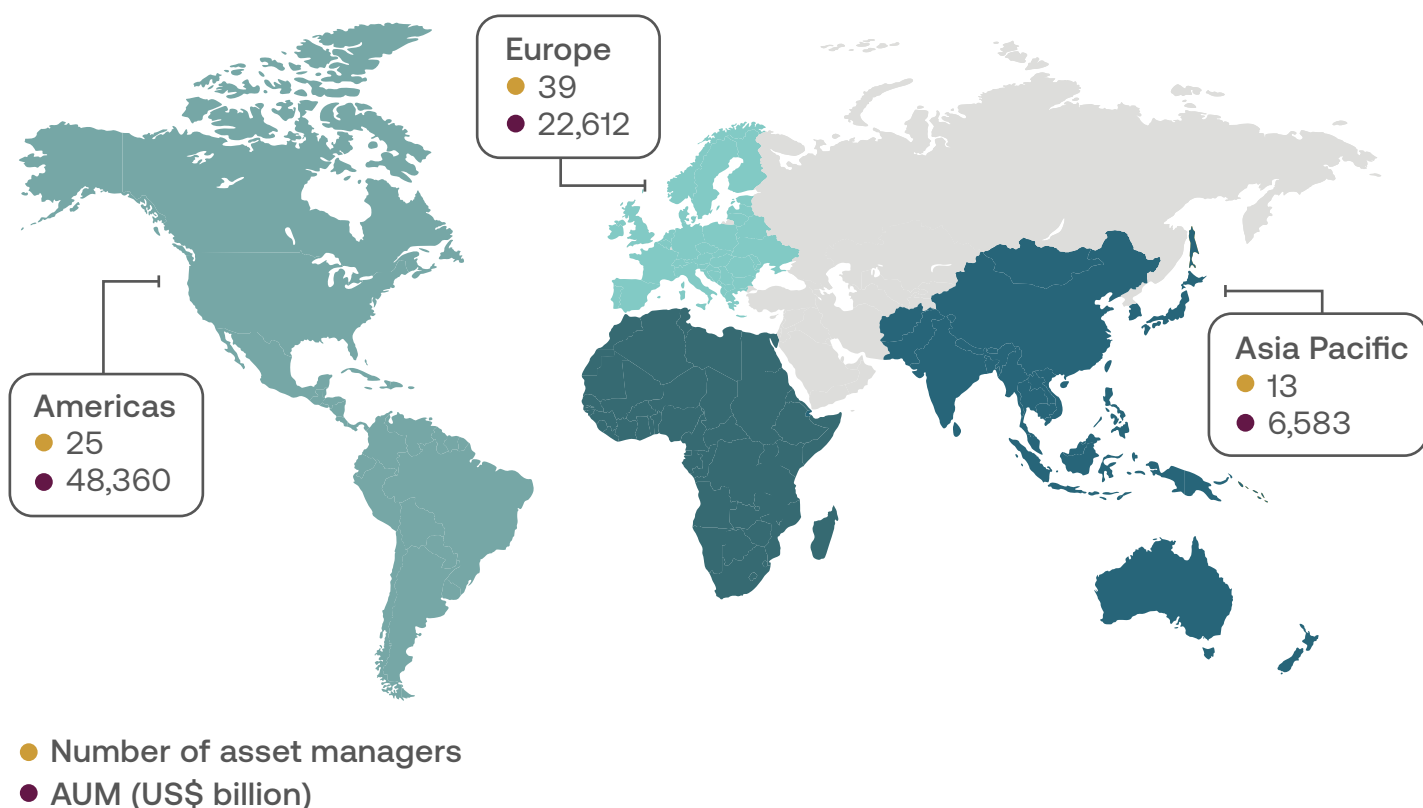 Europe
39
22,612
Americas
25
48,360
Asia Pacific
13
6,583
Number of asset managers
AUM (US$ billion)